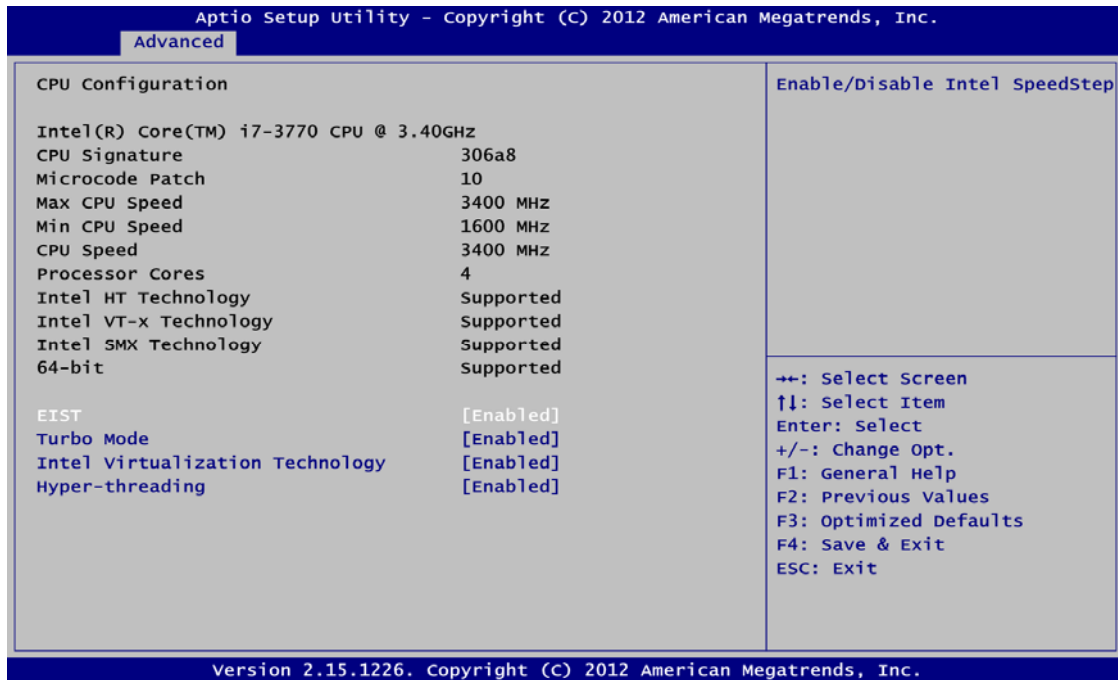 Aptio Setup Utility – Copyright (C) 2012 American Megatrends, Inc.
Advanced
CPU Configuration
Enable/Disable Intel SpeedStep
Intel(R) Core(TM) i7-3770 CPU @ 3.40GHz
CPU Signature 306a8
Microcode Patch 10
Max CPU Speed 3400 MHz
Min CPU Speed 1600 MHz
CPU Speed 3400 MHz
Processor Cores 4
Intel HT Technology Supported
Intel VT-x Technology Supported
Intel SMX Technology Supported
64-bit Supported
EIST [Enabled]
Turbo Mode [Enabled]
Intel Virtualization Technology [Enabled]
Hyper-threading [Enabled]
→←: Select Screen
↑↓: Select Item
Enter: Select
+/-: Change Opt.
F1: General Help
F2: Previous Values
F3: Optimized Defaults
F4: Save & Exit
ESC: Exit
Version 2.15.1226. Copyright (C) 2012 American Megatrends, Inc.